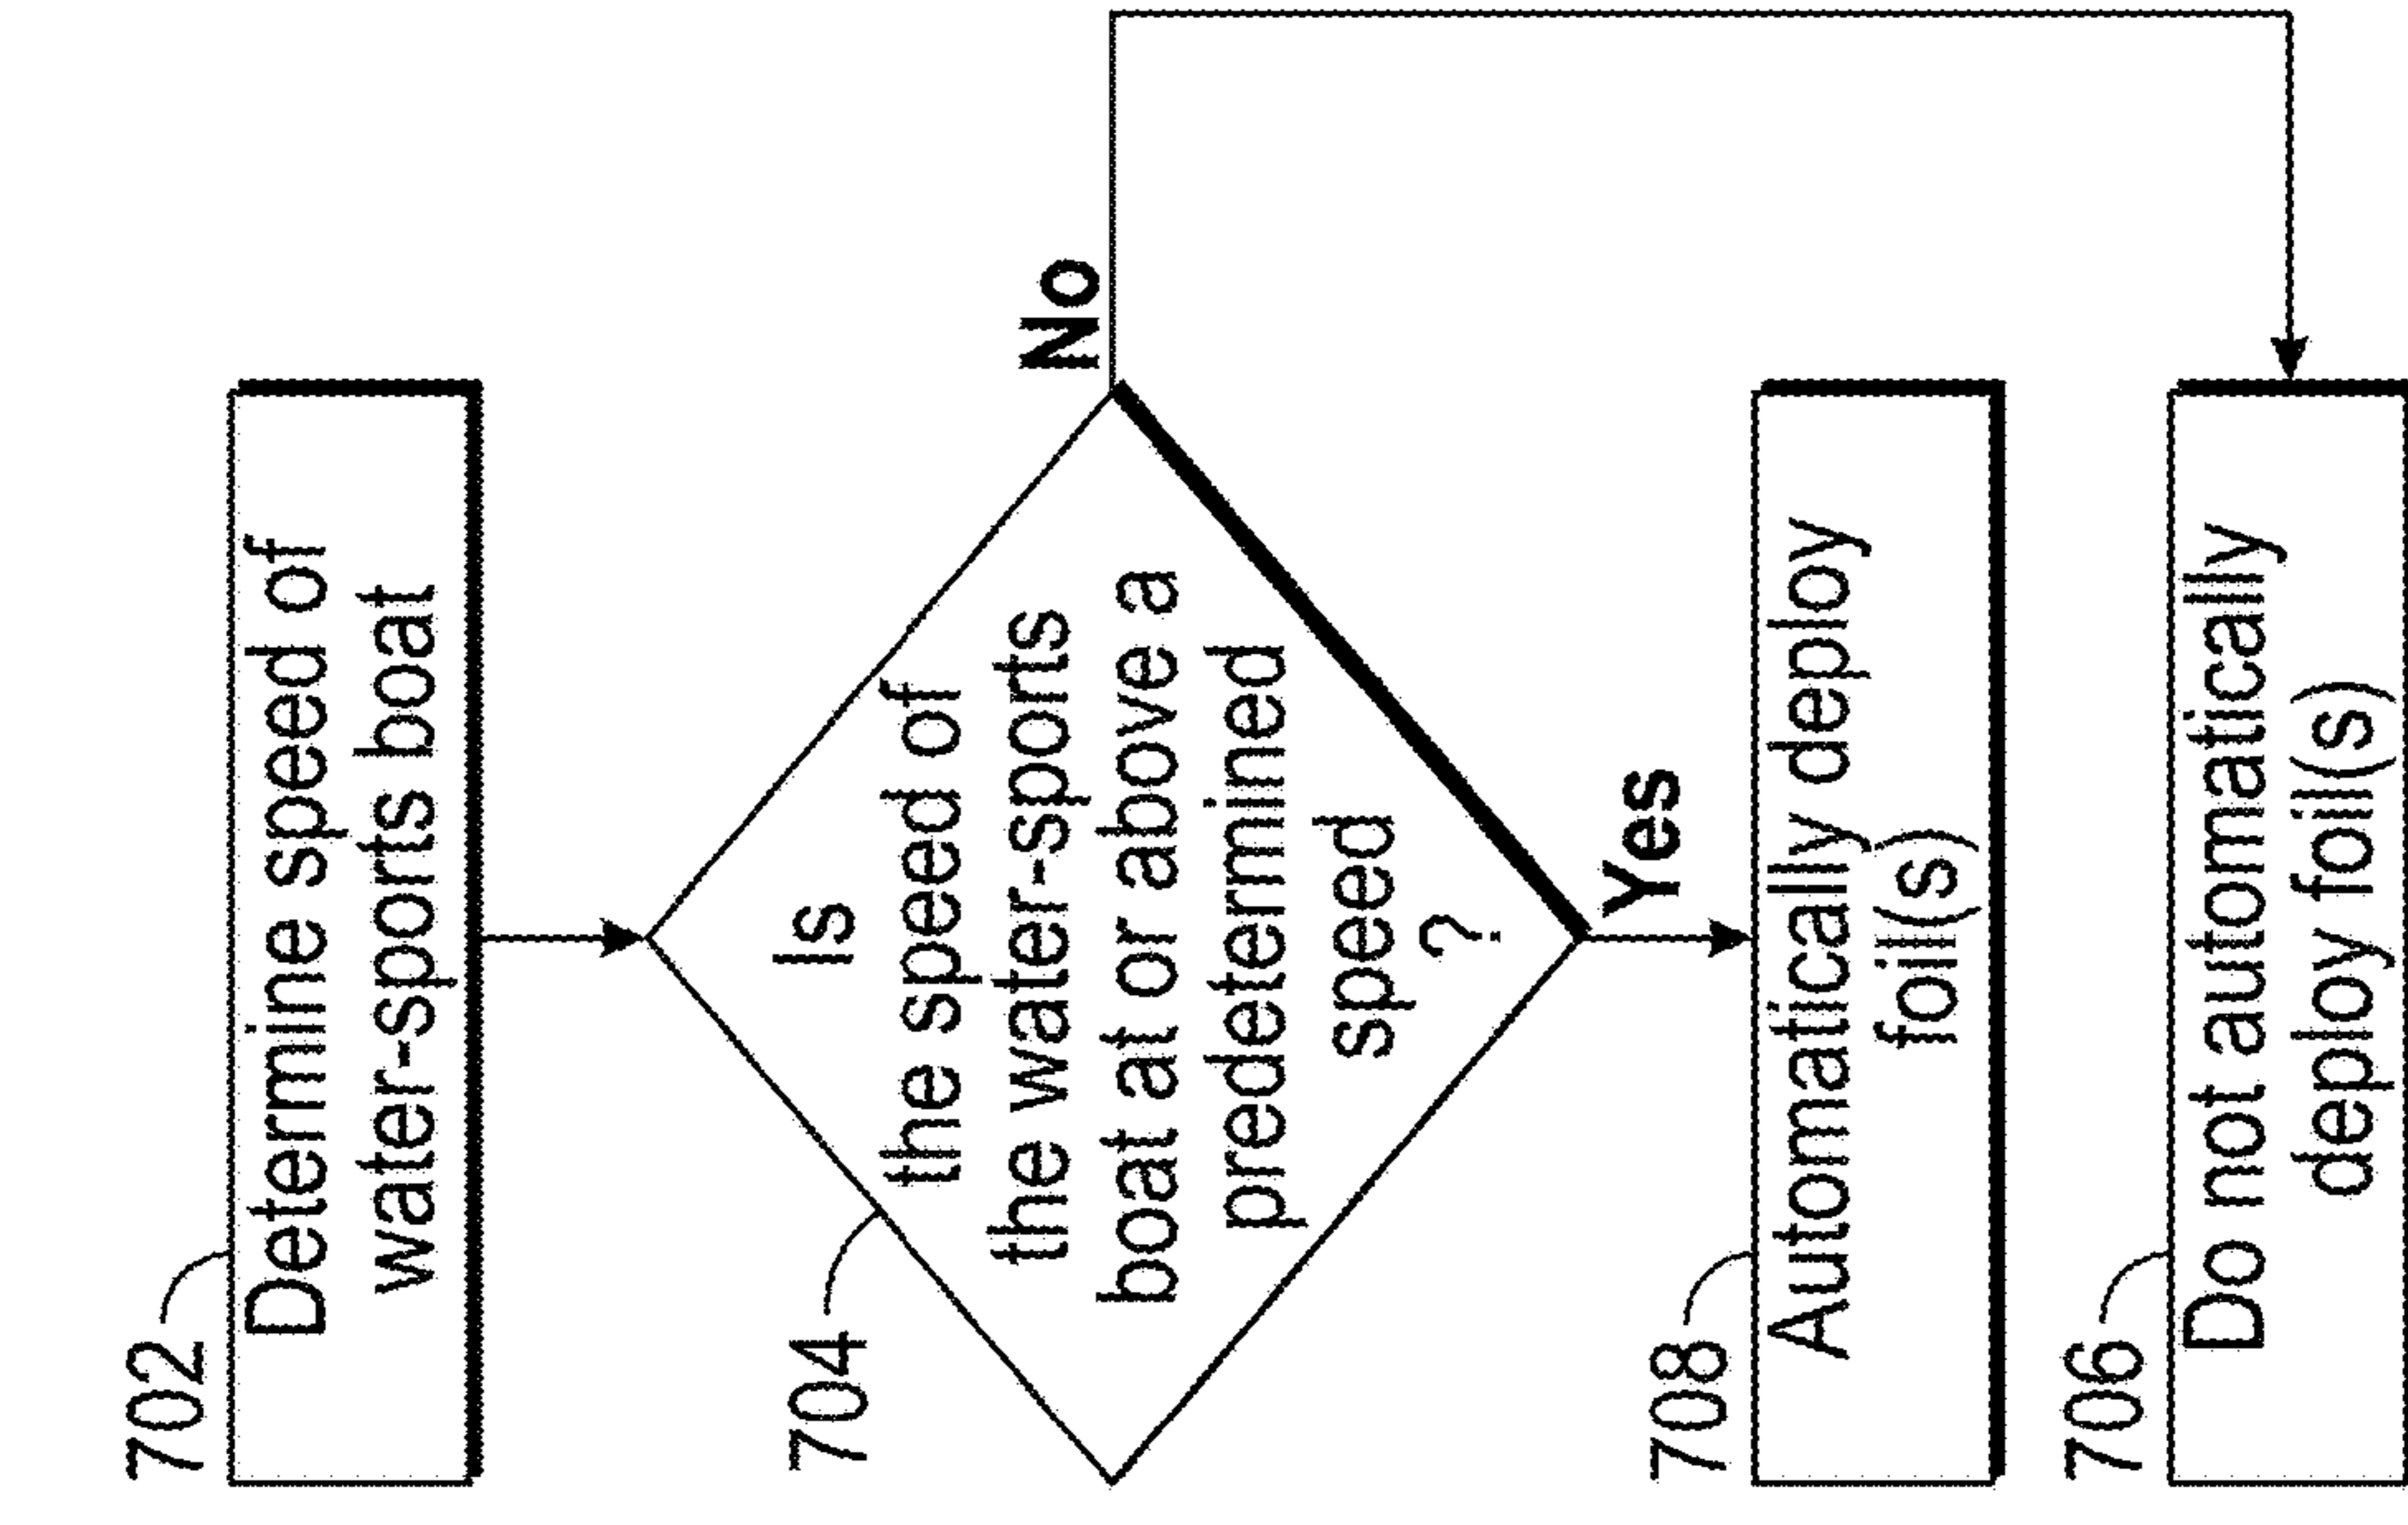 702
Determine speed of
water-sports boat
704
Is
the speed of
the water-sports
boat at or above a
predetermined
speed
?
No
Yes
708
Automatically deploy
foil(s)
706
Do not automatically
deploy foil(s)